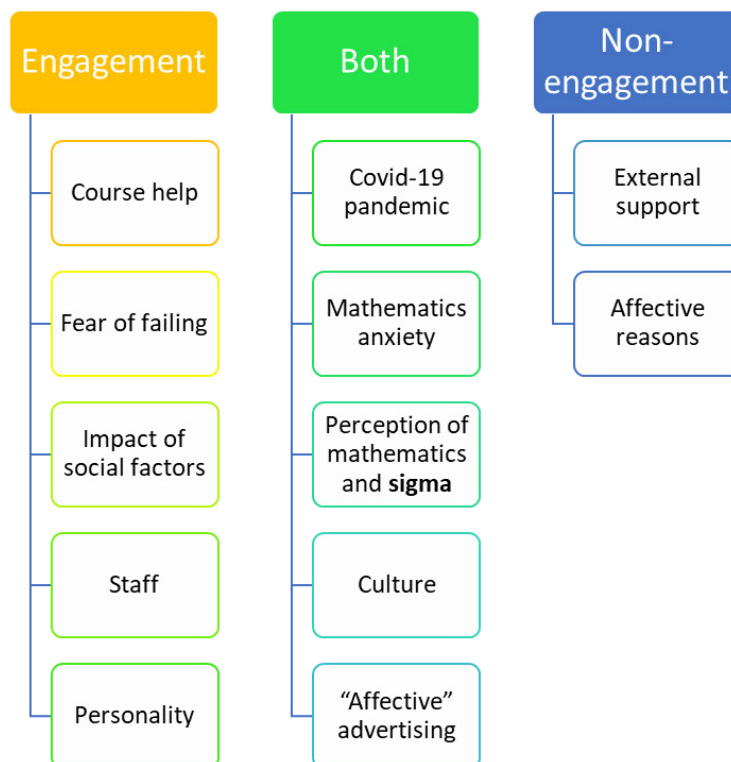 Engagement
Course help
Fear of failing
Impact of
social factors
Staff
Personality
Both
Covid-19
pandemic
Mathematics
anxiety
Perception of
mathematics
and sigma
Culture
“Affective”
advertising
Non-
engagement
External
support
Affective
reasons